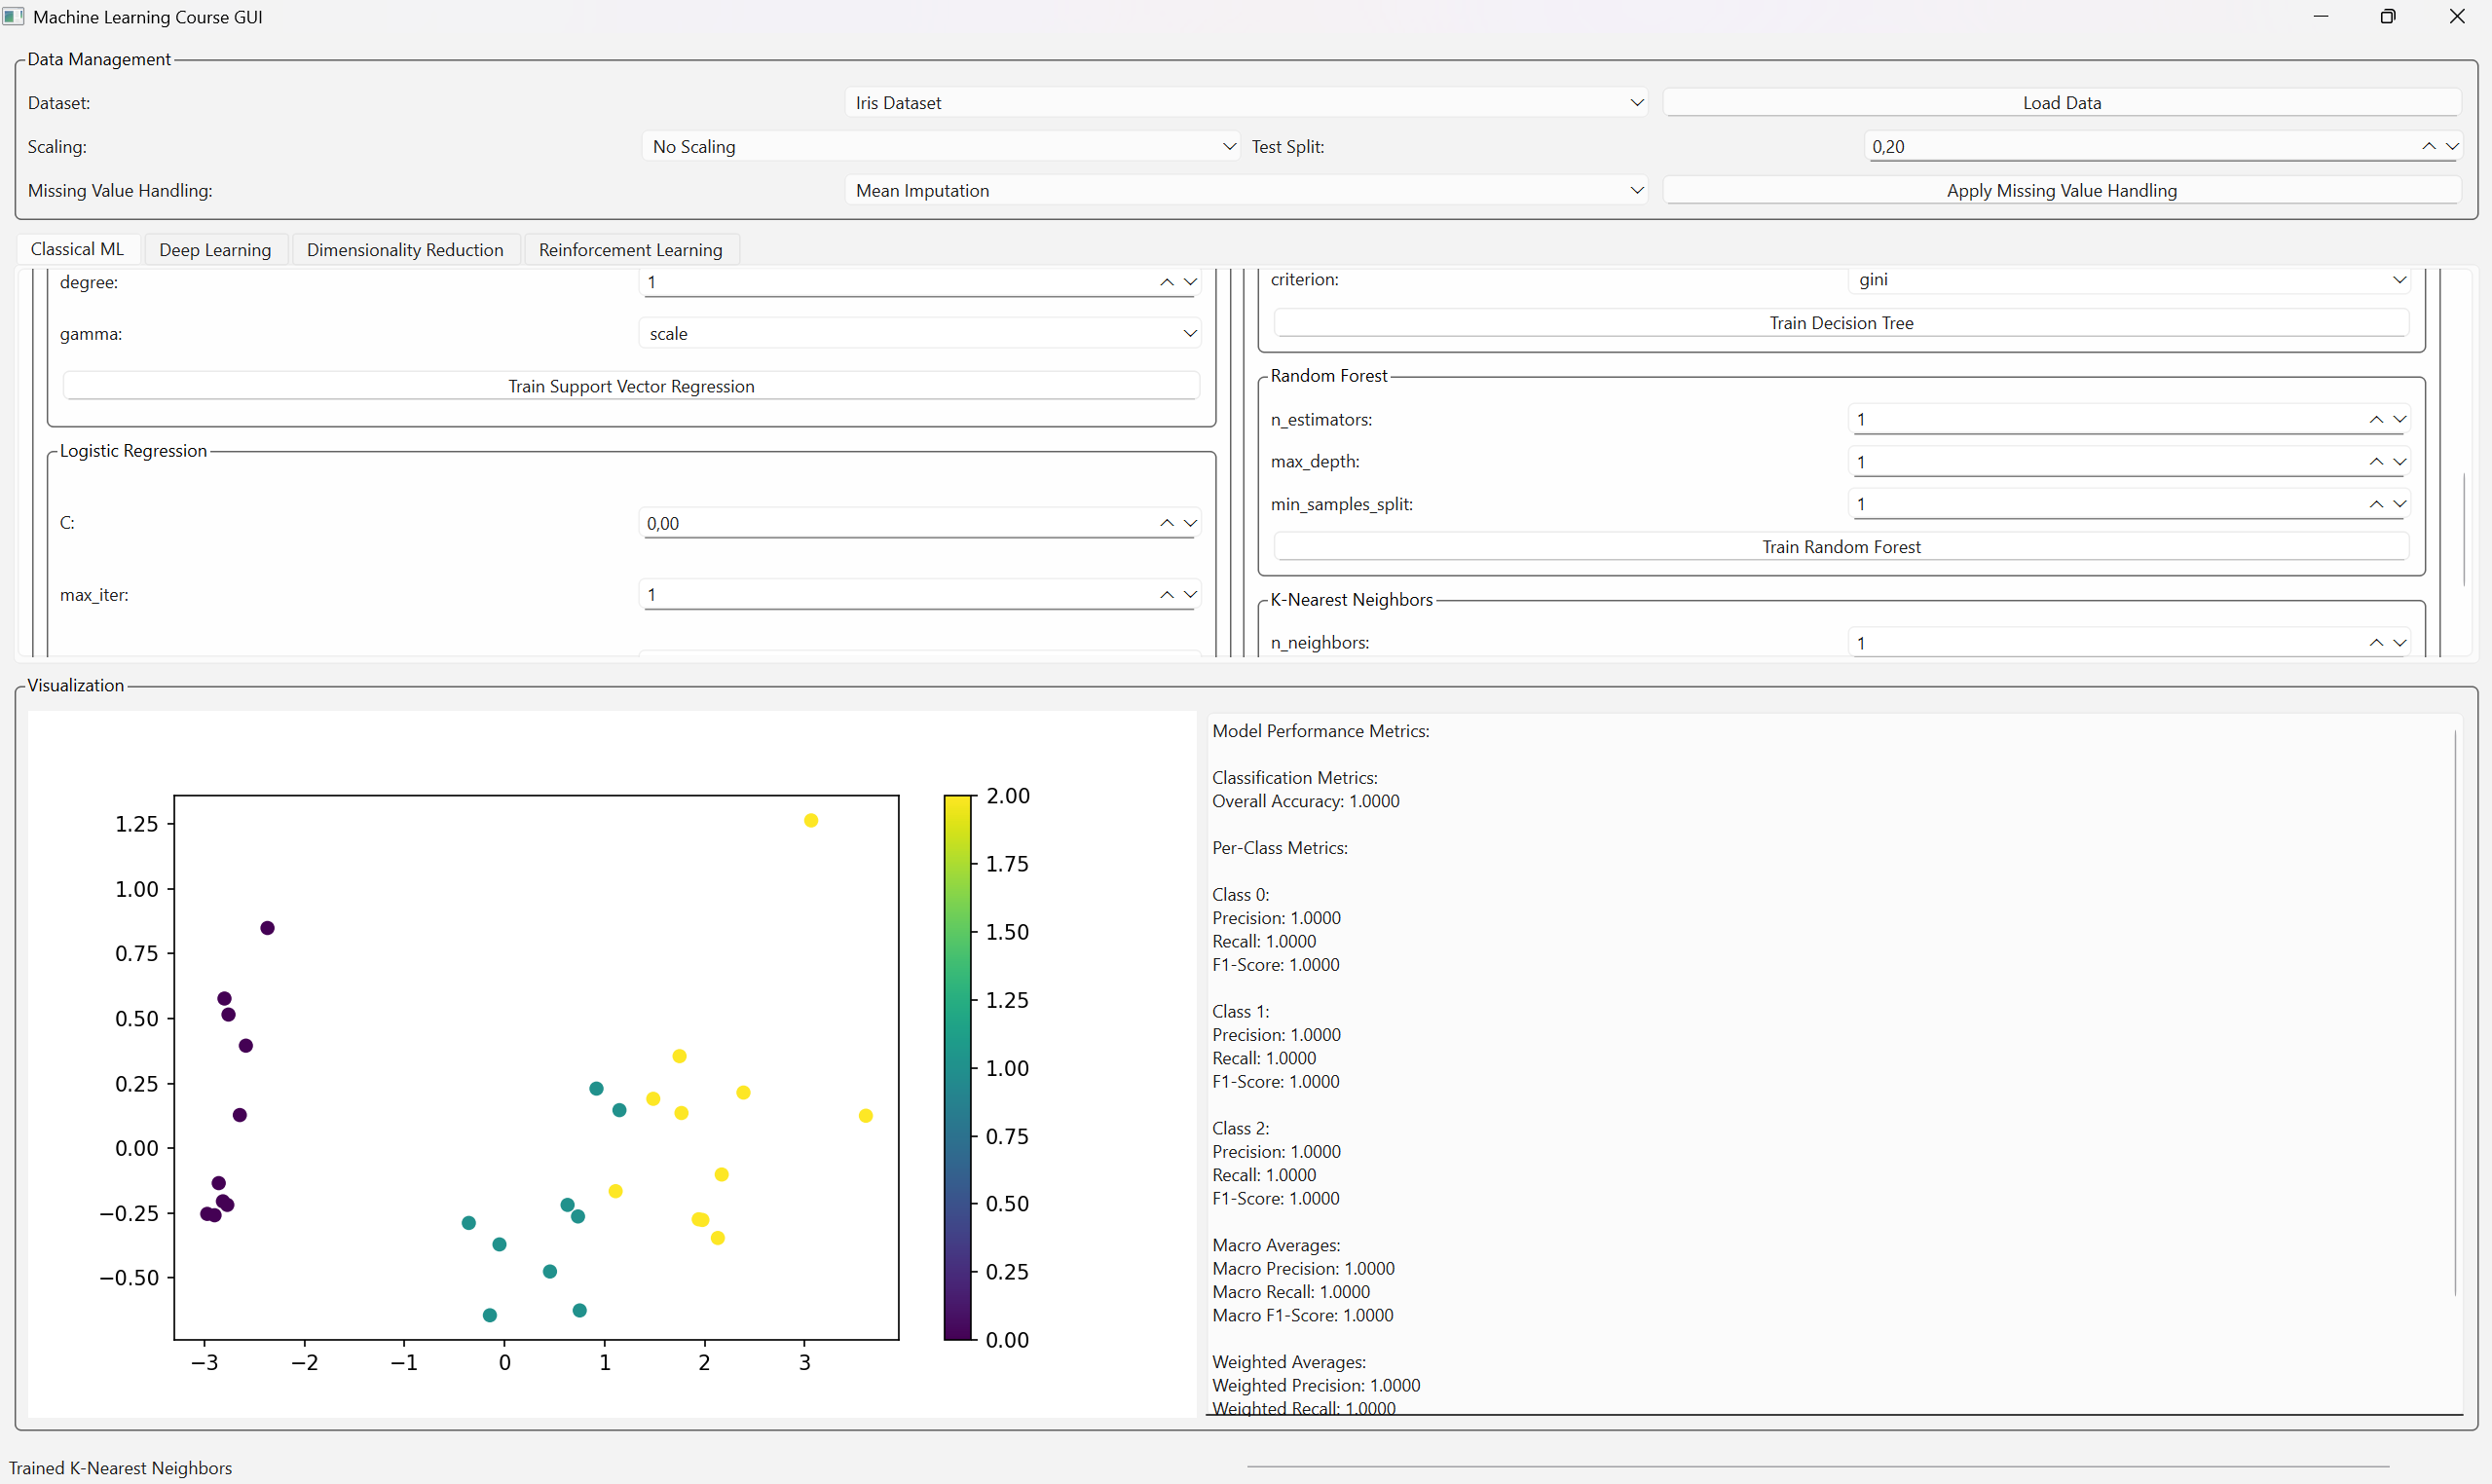 Machine Learning Course GUI
Data Management
Dataset: Iris Dataset Load Data
Scaling: No Scaling Test Split: 0,20
Missing Value Handling: Mean Imputation Apply Missing Value Handling
Classical ML Deep Learning Dimensionality Reduction Reinforcement Learning
degree: 1
gamma: scale
Train Support Vector Regression
Logistic Regression
C: 0,00
max_iter: 1
criterion: gini
Train Decision Tree
Random Forest
n_estimators: 1
max_depth: 1
min_samples_split: 1
Train Random Forest
K-Nearest Neighbors
n_neighbors: 1
Visualization
1.25
1.00
0.75
0.50
0.25
0.00
−0.25
−0.50
−3 −2 −1 0 1 2 3
2.00
1.75
1.50
1.25
1.00
0.75
0.50
0.25
0.00
Model Performance Metrics:
Classification Metrics:
Overall Accuracy: 1.0000
Per-Class Metrics:
Class 0:
Precision: 1.0000
Recall: 1.0000
F1-Score: 1.0000
Class 1:
Precision: 1.0000
Recall: 1.0000
F1-Score: 1.0000
Class 2:
Precision: 1.0000
Recall: 1.0000
F1-Score: 1.0000
Macro Averages:
Macro Precision: 1.0000
Macro Recall: 1.0000
Macro F1-Score: 1.0000
Weighted Averages:
Weighted Precision: 1.0000
Weighted Recall: 1.0000
Trained K-Nearest Neighbors